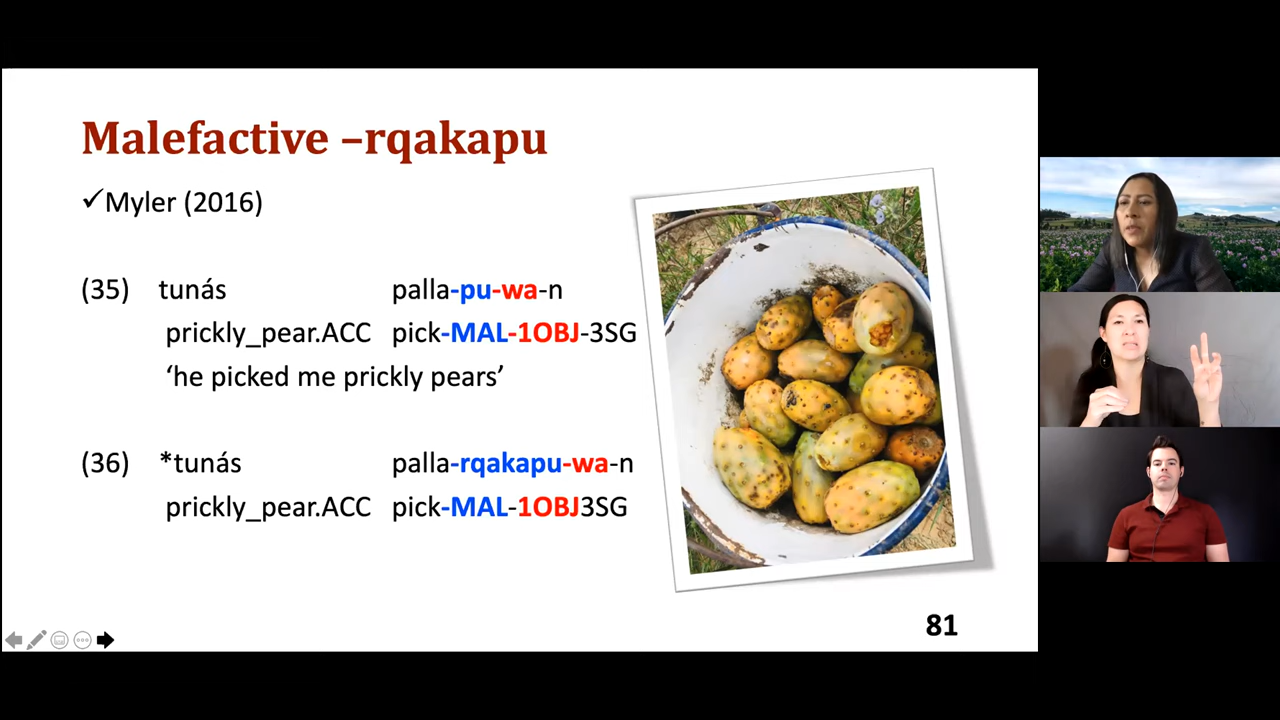 Malefactive –rqakapu
✓Myler (2016)
(35) tunás palla-pu-wa-n
prickly_pear.ACC pick-MAL-1OBJ-3SG
‘he picked me prickly pears’
(36) *tunás palla-rqakapu-wa-n
prickly_pear.ACC pick-MAL-1OBJ3SG
81